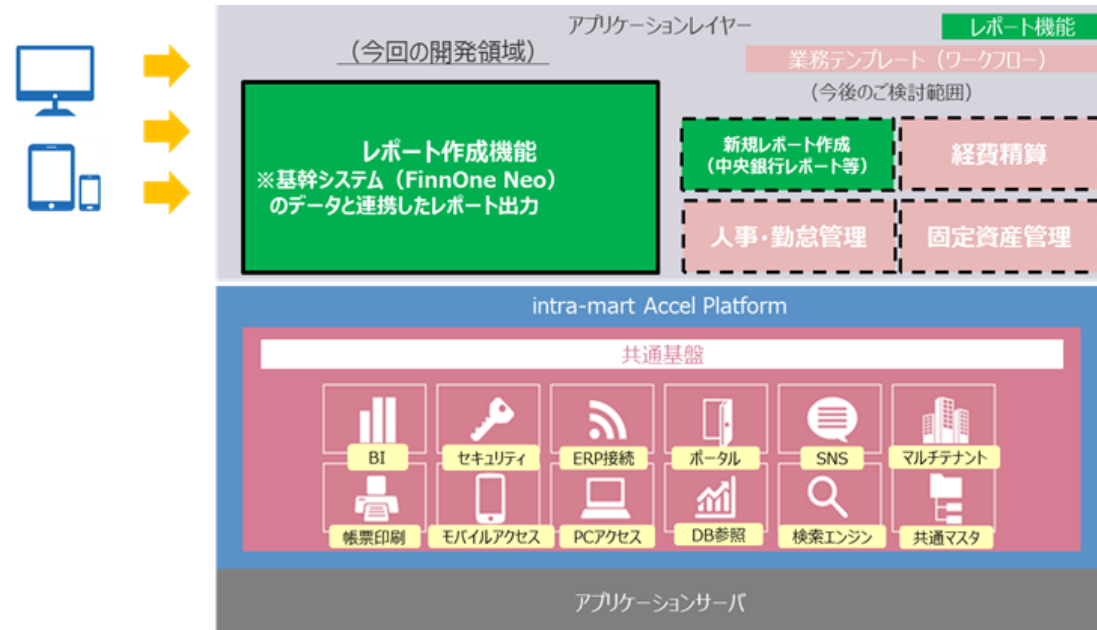 アプリケーションレイヤー
レポート機能
(今回の開発領域)
業務テンプレート(ワークフロー)
(今後のご検討範囲)
レポート作成機能
※基幹システム(FinnOne Neo)
のデータと連携したレポート出力
新規レポート作成
(中央銀行レポート等)
経費精算
人事・勤怠管理
固定資産管理
intra-mart Accel Platform
共通基盤
BI
セキュリティ
ERP接続
ポータル
SNS
マルチテナント
帳票印刷
モバイルアクセス
PCアクセス
DB参照
検索エンジン
共通マスタ
アプリケーションサーバ